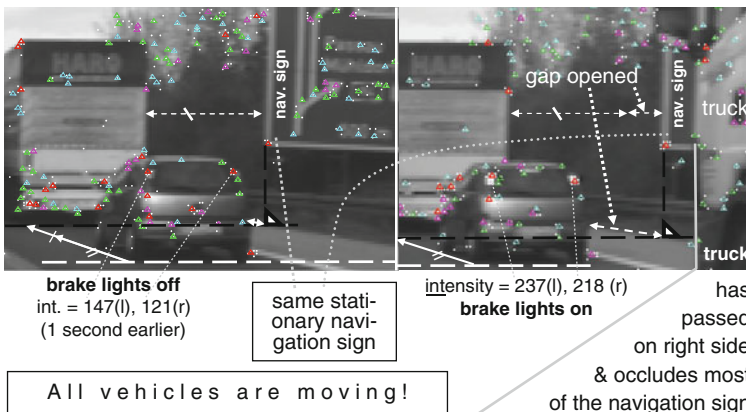 HARO
nav. sign
nav. sign
gap opened
truck
truck
brake lights off
int. = 147(l), 121(r)
(1 second earlier)
same stati-
onary navi-
gation sign
intensity = 237(l), 218 (r)
brake lights on
has
passed
on right side
& occludes most
of the navigation sign
All vehicles are moving!